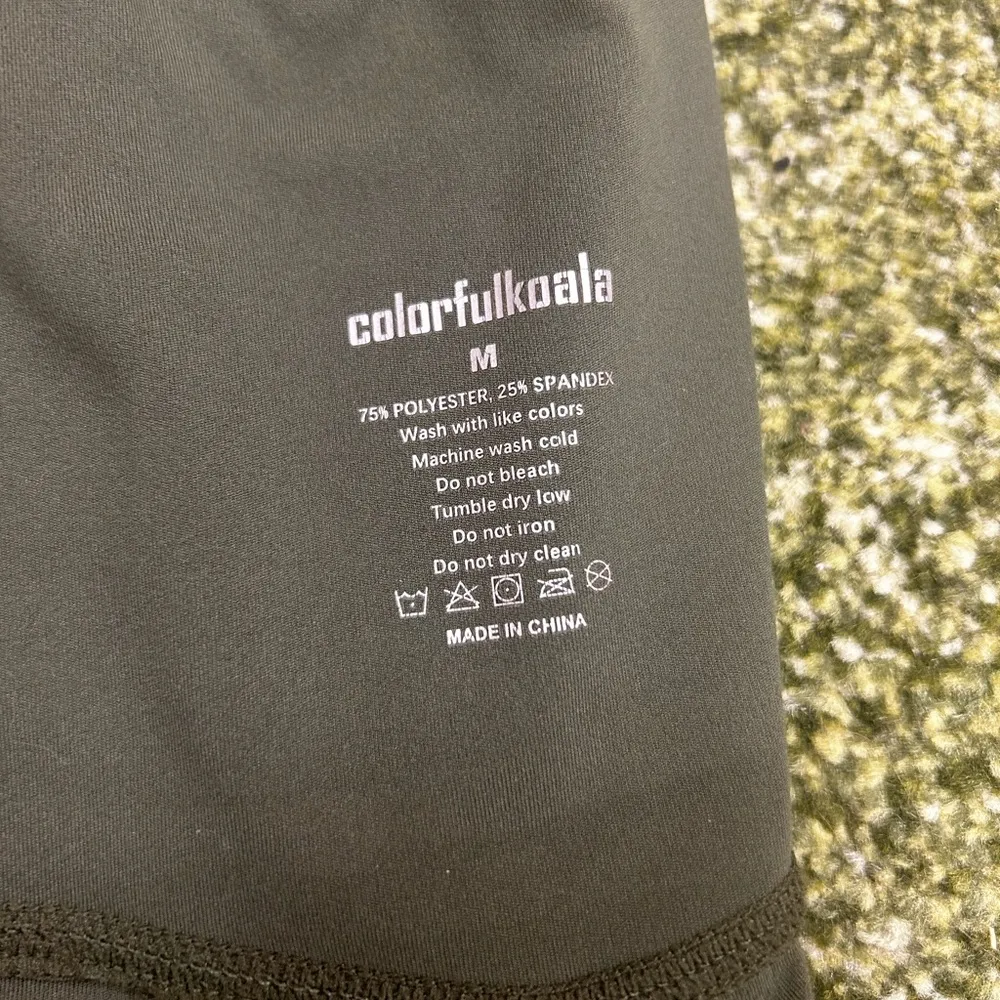 colorfulkoala
M
75% POLYESTER, 25% SPANDEX
Wash with like colors
Machine wash cold
Do not bleach
Tumble dry low
Do not iron
Do not dry clean
MADE IN CHINA